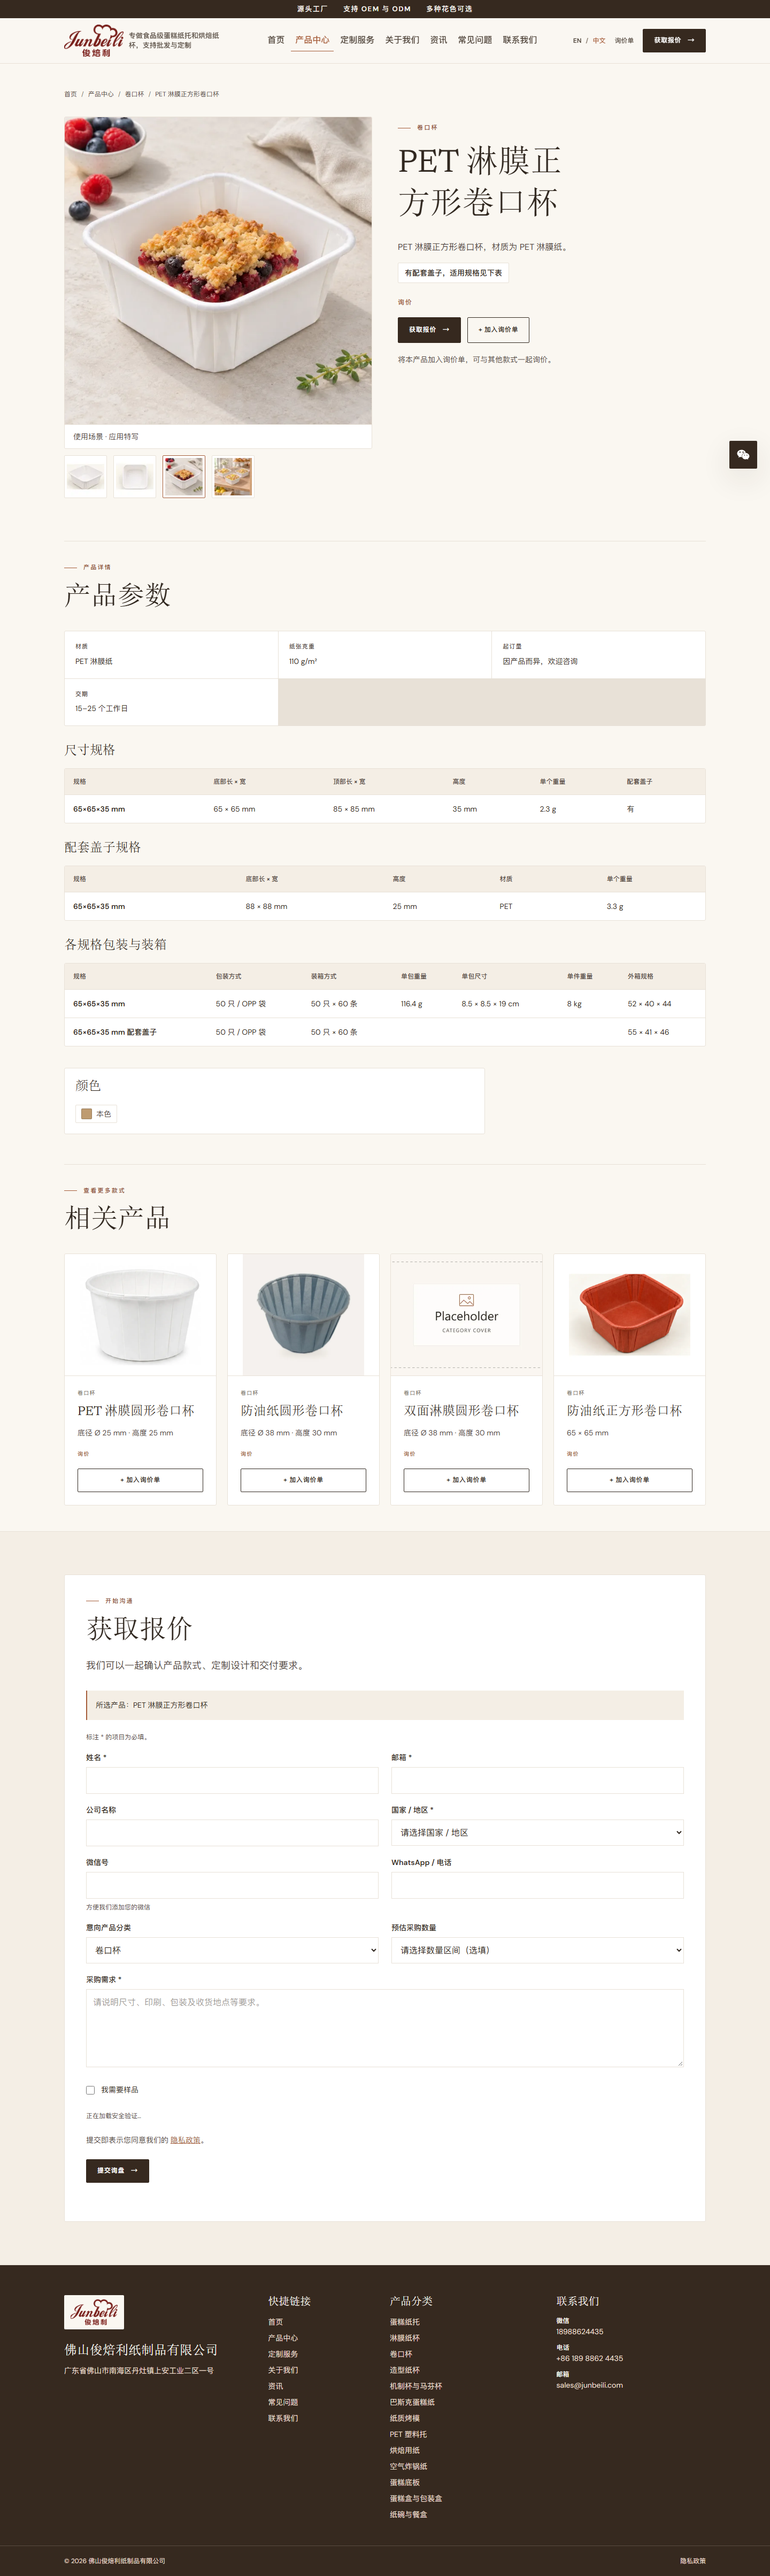 源头工厂 支持 OEM 与 ODM 多种花色可选
Junbeili
俊焙利
专做食品级蛋糕纸托和烘焙纸
杯，支持批发与定制
首页 产品中心 定制服务 关于我们 资讯 常见问题 联系我们
EN / 中文 询价单 获取报价 →
首页 / 产品中心 / 卷口杯 / PET 淋膜正方形卷口杯
卷口杯
PET 淋膜正
方形卷口杯
PET 淋膜正方形卷口杯，材质为 PET 淋膜纸。
有配套盖子，适用规格见下表
询价
获取报价 → + 加入询价单
将本产品加入询价单，可与其他款式一起询价。
使用场景 · 应用特写
产品详情
产品参数
材质 纸张克重 起订量
PET 淋膜纸 110 g/m² 因产品而异，欢迎咨询
交期
15–25 个工作日
尺寸规格
规格 底部长 × 宽 顶部长 × 宽 高度 单个重量 配套盖子
65×65×35 mm 65 × 65 mm 85 × 85 mm 35 mm 2.3 g 有
配套盖子规格
规格 底部长 × 宽 高度 材质 单个重量
65×65×35 mm 88 × 88 mm 25 mm PET 3.3 g
各规格包装与装箱
规格 包装方式 装箱方式 单包重量 单包尺寸 单件重量 外箱规格
65×65×35 mm 50 只 / OPP 袋 50 只 × 60 条 116.4 g 8.5 × 8.5 × 19 cm 8 kg 52 × 40 × 44
65×65×35 mm 配套盖子 50 只 / OPP 袋 50 只 × 60 条 55 × 41 × 46
颜色
本色
查看更多款式
相关产品
Placeholder
CATEGORY COVER
卷口杯 卷口杯 卷口杯 卷口杯
PET 淋膜圆形卷口杯 防油纸圆形卷口杯 双面淋膜圆形卷口杯 防油纸正方形卷口杯
底径 Ø 25 mm · 高度 25 mm 底径 Ø 38 mm · 高度 30 mm 底径 Ø 38 mm · 高度 30 mm 65 × 65 mm
询价 询价 询价 询价
+ 加入询价单 + 加入询价单 + 加入询价单 + 加入询价单
开始沟通
获取报价
我们可以一起确认产品款式、定制设计和交付要求。
所选产品：PET 淋膜正方形卷口杯
标注 * 的项目为必填。
姓名 * 邮箱 *
公司名称 国家 / 地区 *
请选择国家 / 地区
微信号 WhatsApp / 电话
方便我们添加您的微信
意向产品分类 预估采购数量
卷口杯 请选择数量区间（选填）
采购需求 *
请说明尺寸、印刷、包装及收货地点等要求。
我需要样品
正在加载安全验证…
提交即表示您同意我们的 隐私政策。
提交询盘 →
Junbeili
俊焙利
佛山俊焙利纸制品有限公司
广东省佛山市南海区丹灶镇上安工业二区一号
快捷链接
首页
产品中心
定制服务
关于我们
资讯
常见问题
联系我们
产品分类
蛋糕纸托
淋膜纸杯
卷口杯
造型纸杯
机制杯与马芬杯
巴斯克蛋糕纸
纸质烤模
PET 塑料托
烘焙用纸
空气炸锅纸
蛋糕底板
蛋糕盒与包装盒
纸碗与餐盒
联系我们
微信
18988624435
电话
+86 189 8862 4435
邮箱
sales@junbeili.com
© 2026 佛山俊焙利纸制品有限公司 隐私政策